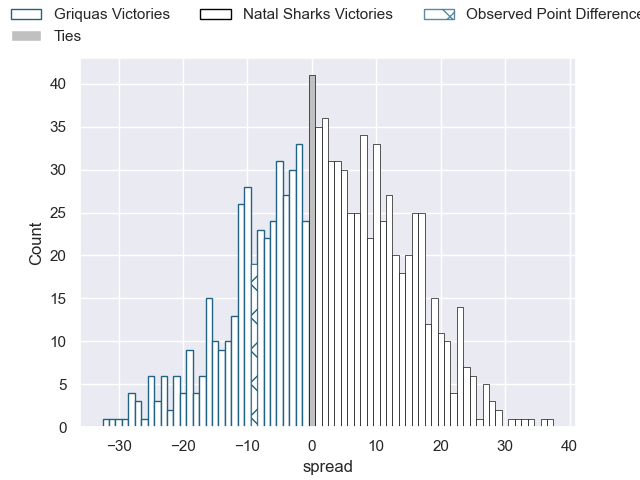 Griquas Victories Natal Sharks Victories Observed Point Difference
Ties
40
35
30
25
20
15
10
5
0
Count
−30 −20 −10 0 10 20 30 40
spread